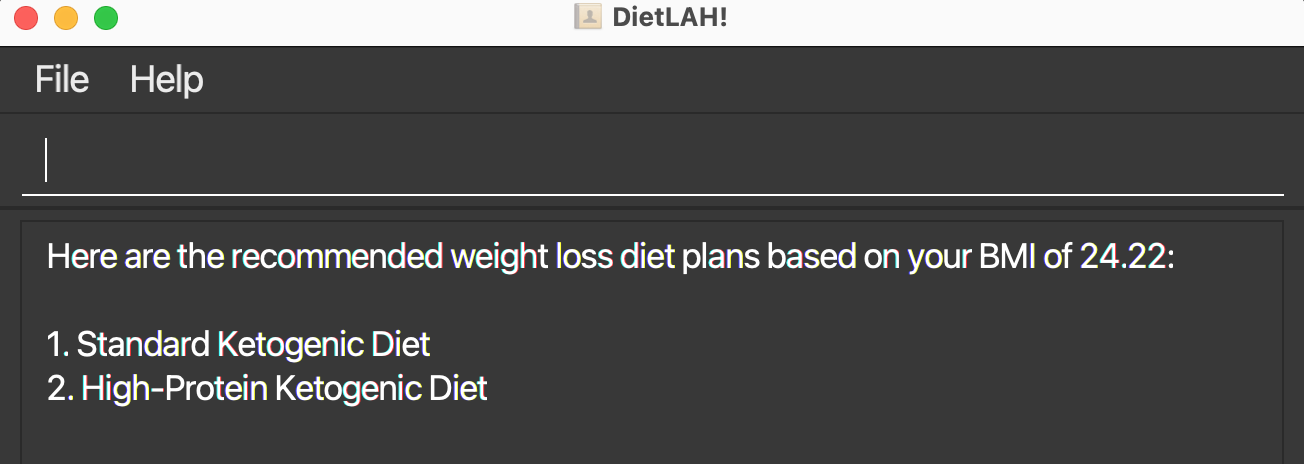 DietLAH!
File Help
Here are the recommended weight loss diet plans based on your BMI of 24.22:
1. Standard Ketogenic Diet
2. High-Protein Ketogenic Diet